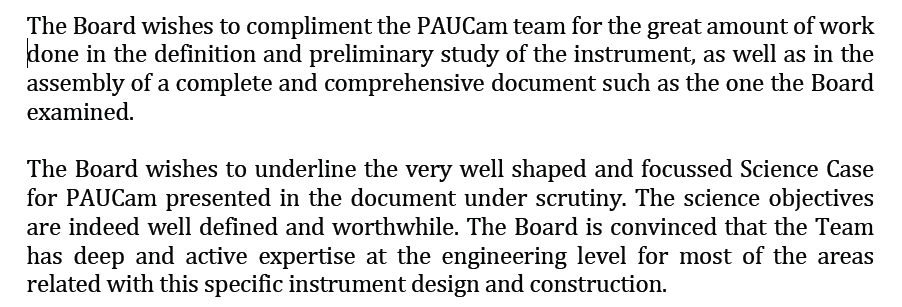 The Board wishes to compliment the PAUCam team for the great amount of work
done in the definition and preliminary study of the instrument, as well as in the
assembly of a complete and comprehensive document such as the one the Board
examined.
The Board wishes to underline the very well shaped and focussed Science Case
for PAUCam presented in the document under scrutiny. The science objectives
are indeed well defined and worthwhile. The Board is convinced that the Team
has deep and active expertise at the engineering level for most of the areas
related with this specific instrument design and construction.